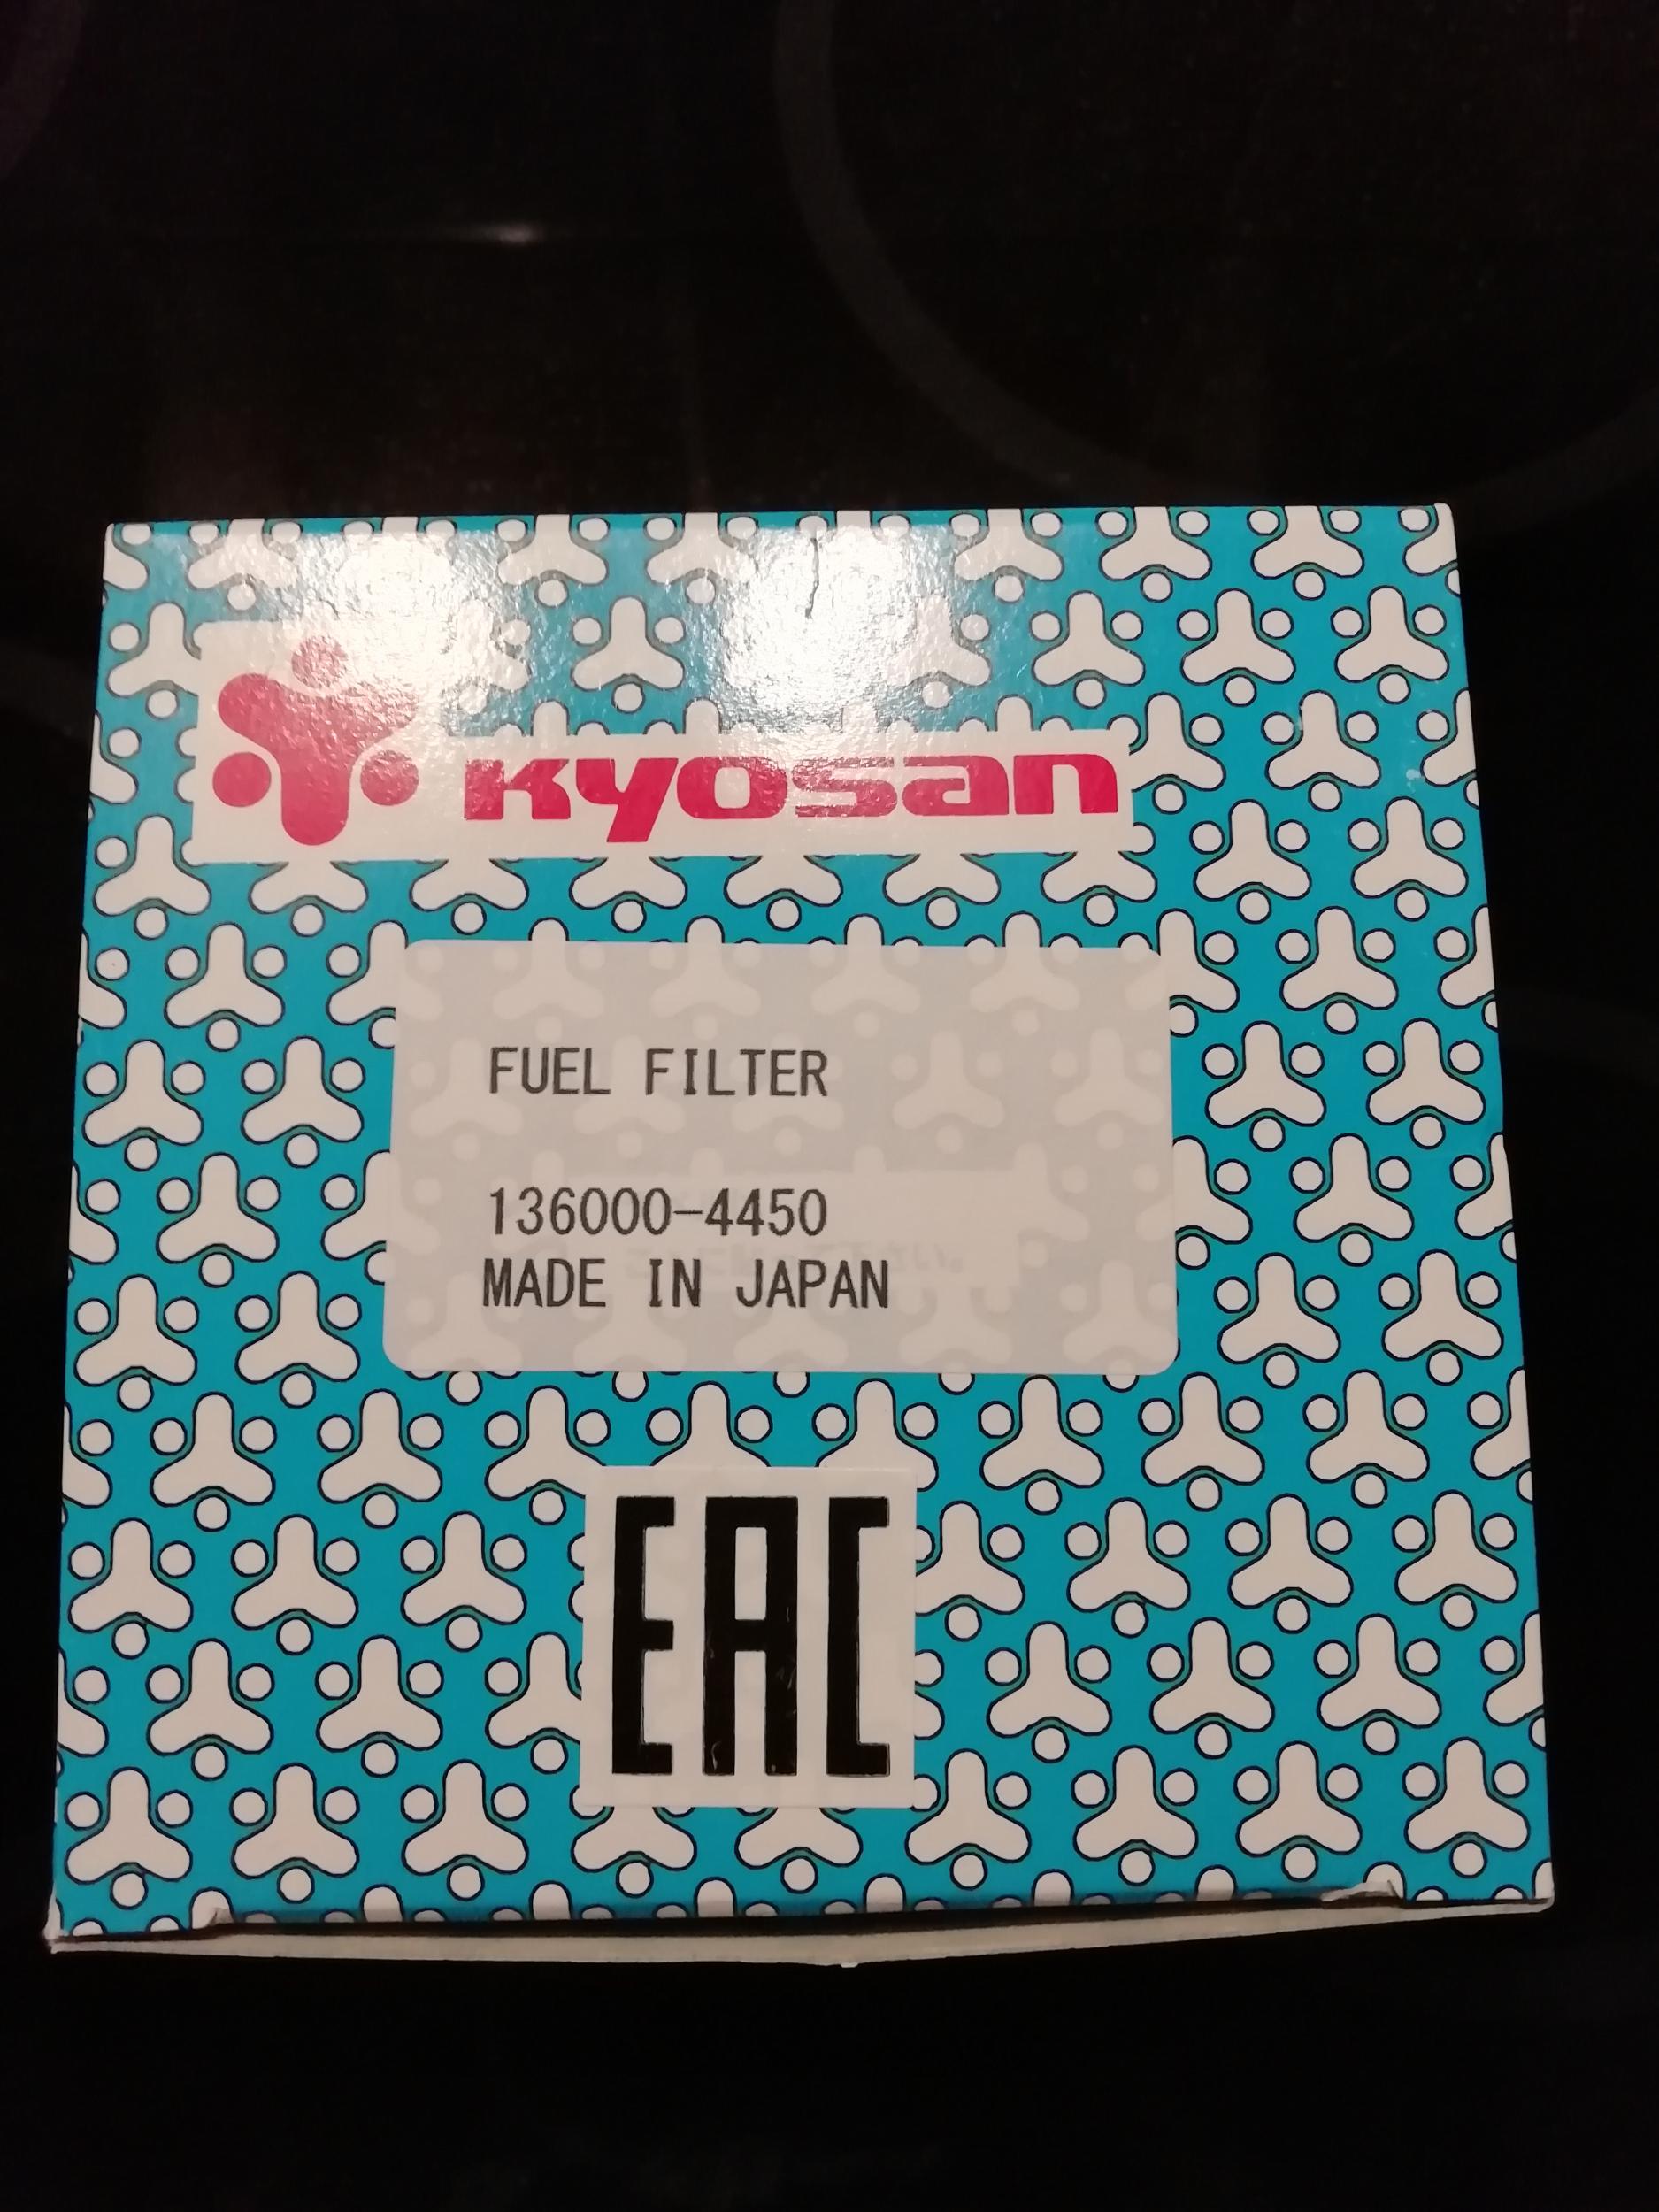 Kyosan
FUEL FILTER
136000-4450
MADE IN JAPAN
EAC